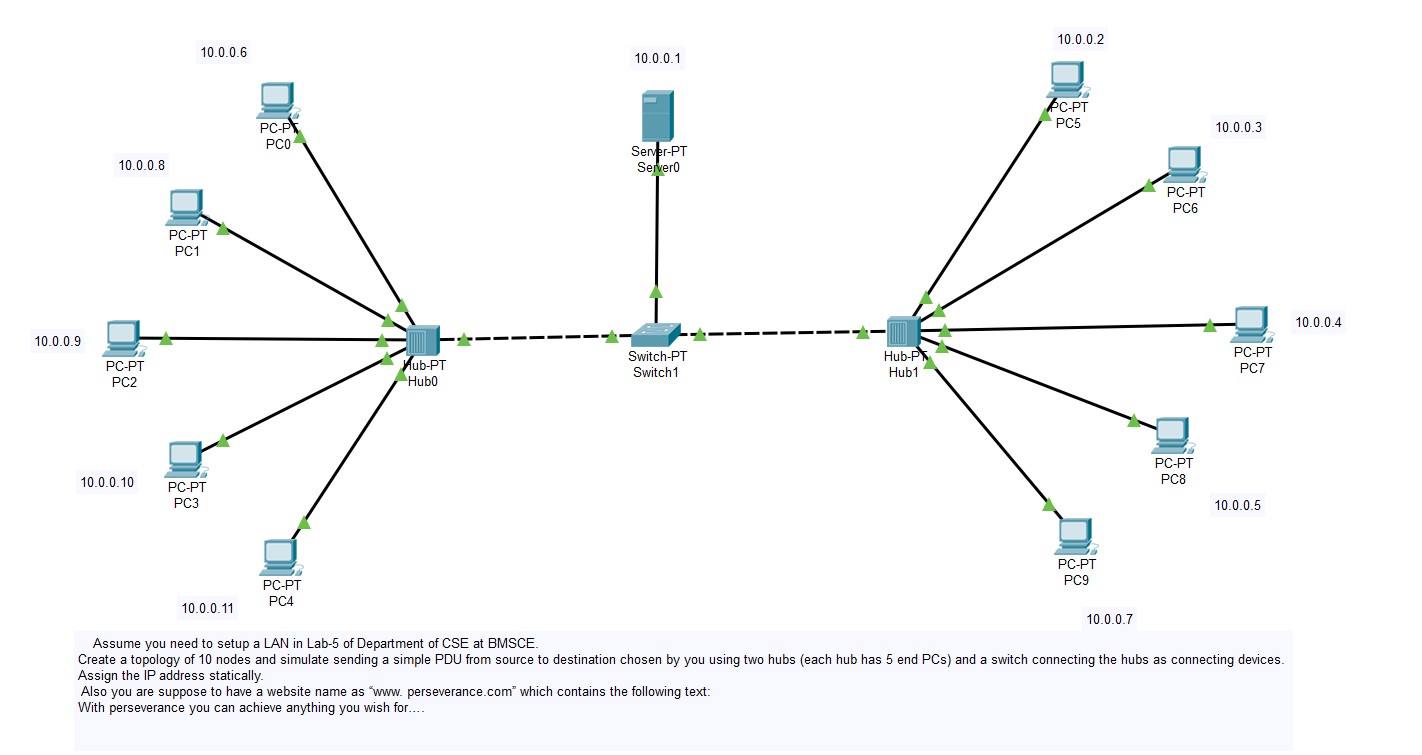 10.0.0.6
10.0.0.1
10.0.0.2
PC-PT
PC0
Server-PT
Server0
PC-PT
PC5
10.0.0.8
10.0.0.3
PC-PT
PC1
PC-PT
PC6
10.0.0.9
PC-PT
PC2
Hub-PT
Hub0
Switch-PT
Switch1
Hub-PT
Hub1
10.0.0.4
PC-PT
PC7
10.0.0.10
PC-PT
PC3
PC-PT
PC8
10.0.0.5
PC-PT
PC4
PC-PT
PC9
10.0.0.11
10.0.0.7
Assume you need to setup a LAN in Lab-5 of Department of CSE at BMSCE.
Create a topology of 10 nodes and simulate sending a simple PDU from source to destination chosen by you using two hubs (each hub has 5 end PCs) and a switch connecting the hubs as connecting devices.
Assign the IP address statically.
Also you are suppose to have a website name as “www. perseverance.com” which contains the following text:
With perseverance you can achieve anything you wish for….